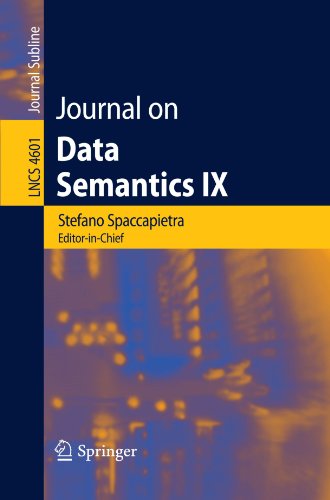 Journal Subline
LNCS 4601
Journal on
Data
Semantics IX
Stefano Spaccapietra
Editor-in-Chief
Springer